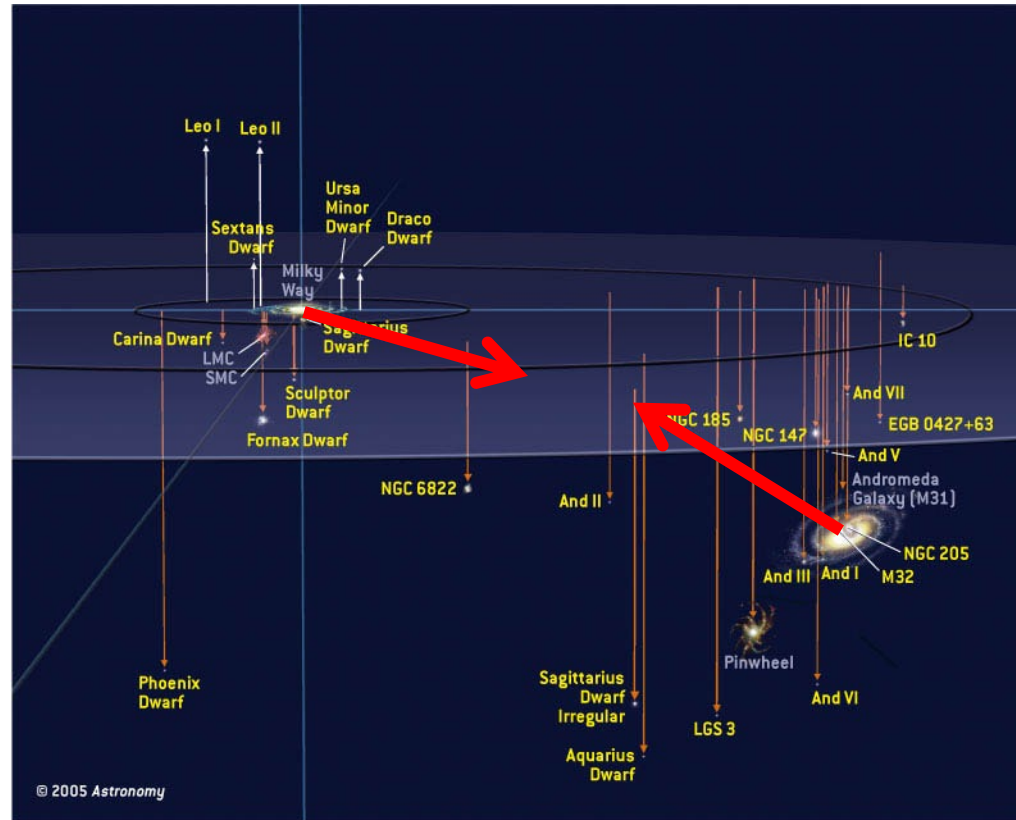 Leo I
Leo II
Ursa
Minor
Dwarf
Draco
Dwarf
Sextans
Dwarf
Milky
Way
Sagittarius
Dwarf
Carina Dwarf
LMC
SMC
Sculptor
Dwarf
Fornax Dwarf
IC 10
And VII
EGB 0427+63
NGC 185
NGC 147
And V
NGC 6822
And II
Andromeda
Galaxy (M31)
NGC 205
And III
And I
M32
Pinwheel
Phoenix
Dwarf
Sagittarius
Dwarf
Irregular
And VI
LGS 3
Aquarius
Dwarf
© 2005 Astronomy